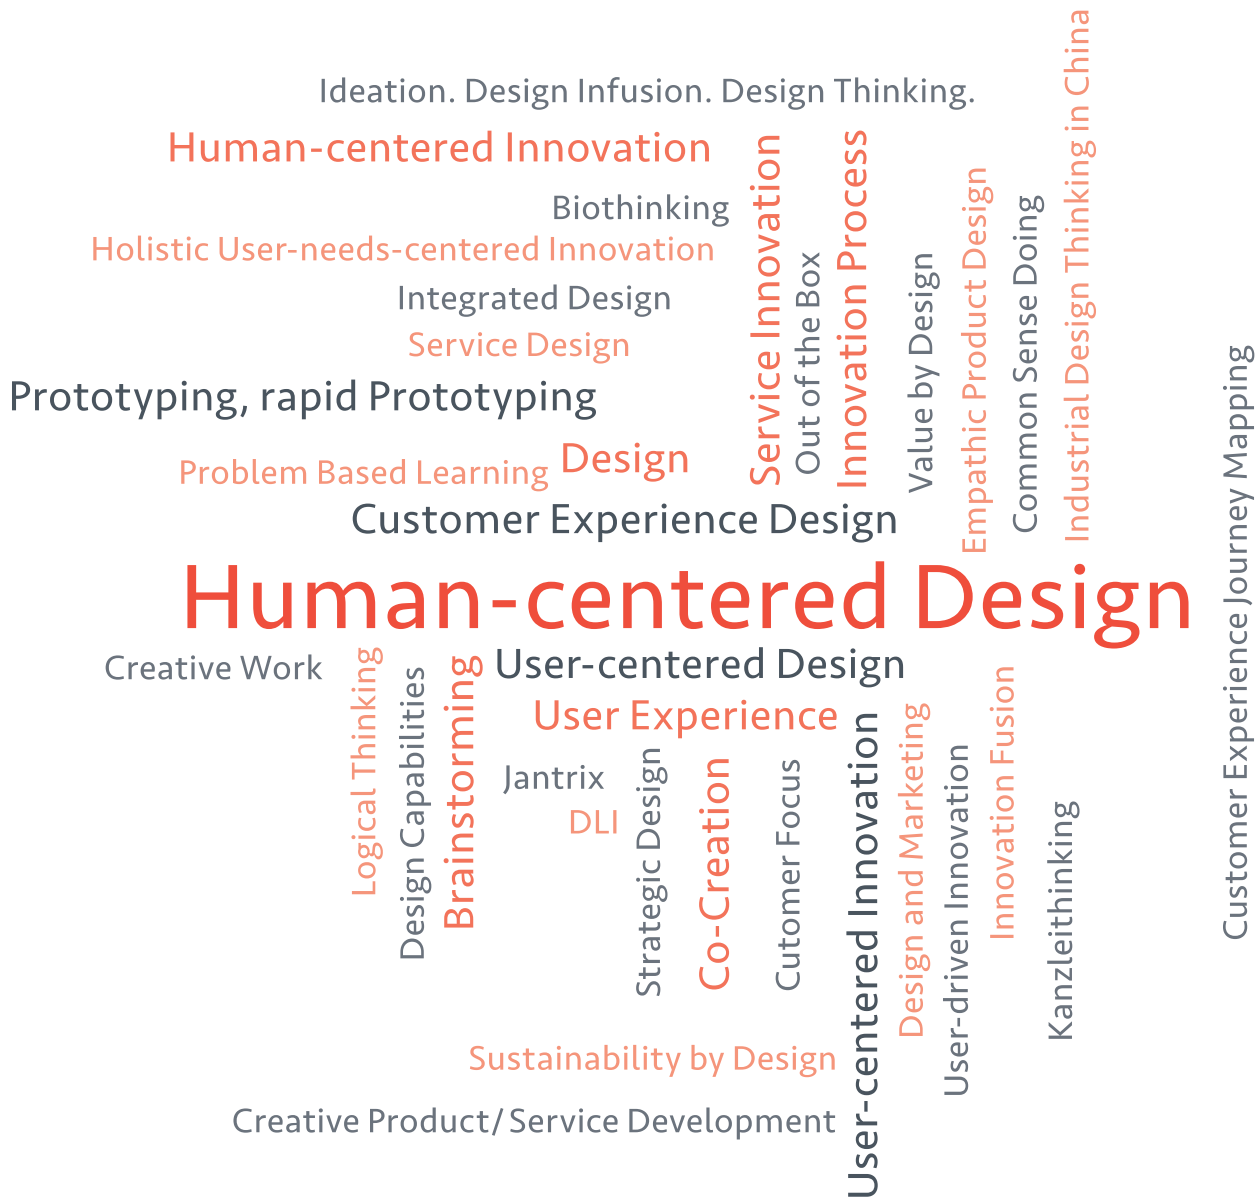 Ideation. Design Infusion. Design Thinking.
Human-centered Innovation
Biothinking
Holistic User-needs-centered Innovation
Integrated Design
Service Design
Prototyping, rapid Prototyping
Problem Based Learning
Design
Service Innovation
Out of the Box
Innovation Process
Value by Design
Empathic Product Design
Common Sense Doing
Industrial Design Thinking in China
Customer Experience Journey Mapping
Customer Experience Design
Human-centered Design
Creative Work
Logical Thinking
Design Capabilities
Brainstorming
User-centered Design
User Experience
Jantrix
DLI
Strategic Design
Co-Creation
Cutomer Focus
User-centered Innovation
Design and Marketing
User-driven Innovation
Innovation Fusion
Kanzleithinking
Sustainability by Design
Creative Product/ Service Development